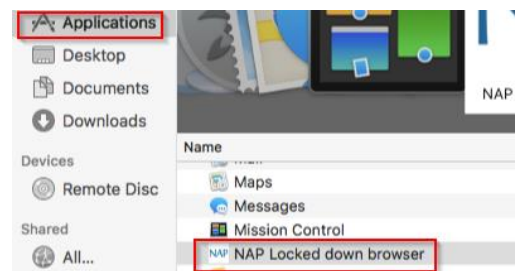 Applications
Desktop
Documents
Downloads
Devices
Remote Disc
Shared
All...
NAP
Name
Maps
Messages
Mission Control
NAP NAP Locked down browser